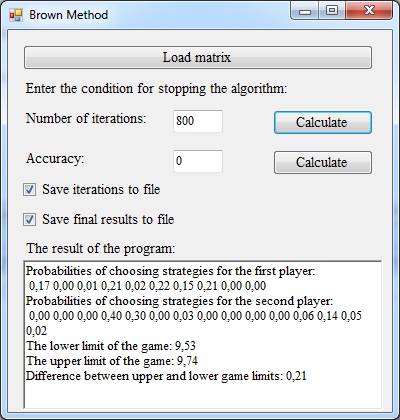 Brown Method
Load matrix
Enter the condition for stopping the algorithm:
Number of iterations: 800 Calculate
Accuracy: 0 Calculate
Save iterations to file
Save final results to file
The result of the program:
Probabilities of choosing strategies for the first player:
0,17 0,00 0,01 0,21 0,02 0,22 0,15 0,21 0,00 0,00
Probabilities of choosing strategies for the second player:
0,00 0,00 0,00 0,40 0,30 0,00 0,03 0,00 0,00 0,00 0,00 0,06 0,14 0,05
0,02
The lower limit of the game: 9,53
The upper limit of the game: 9,74
Difference between upper and lower game limits: 0,21